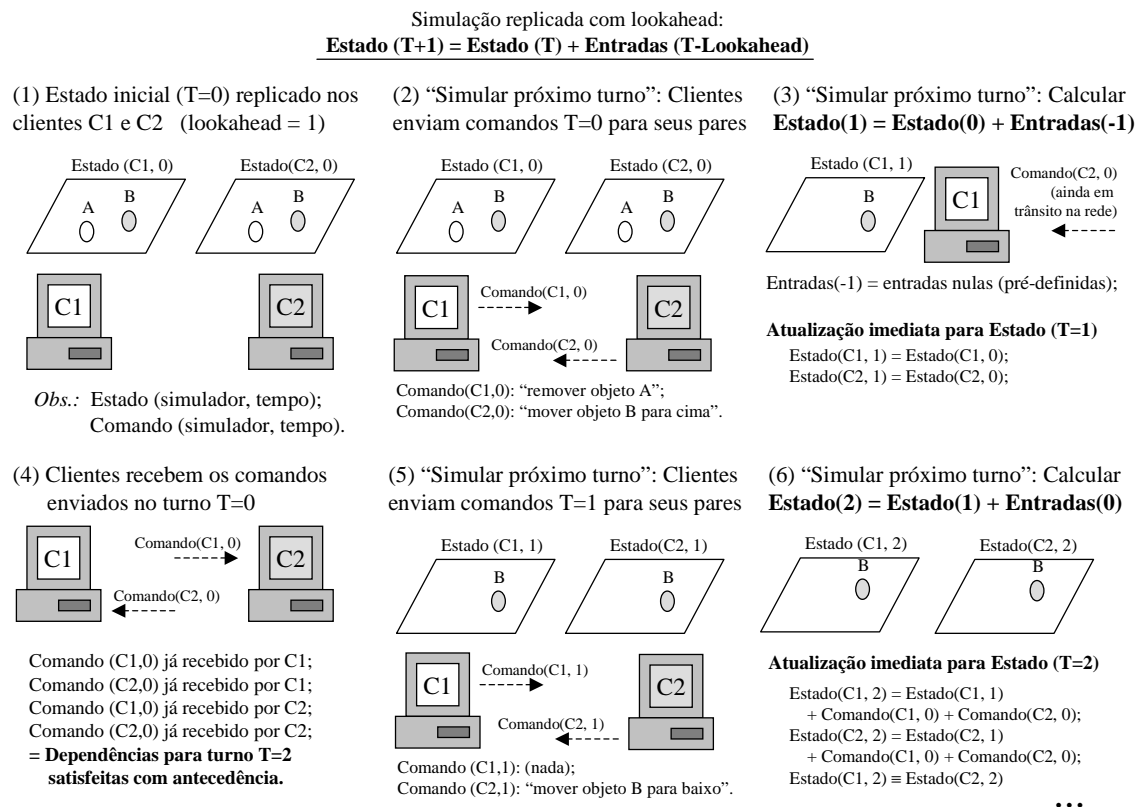 Simulação replicada com lookahead:
Estado (T+1) = Estado (T) + Entradas (T-Lookahead)
(1) Estado inicial (T=0) replicado nos
clientes C1 e C2 (lookahead = 1)
Estado (C1, 0)
Estado(C2, 0)
A
B
A
B
C1
C2
Obs.: Estado (simulador, tempo);
Comando (simulador, tempo).
(2) “Simular próximo turno”: Clientes
enviam comandos T=0 para seus pares
Estado (C1, 0)
Estado(C2, 0)
A
B
A
B
C1
Comando(C1, 0)
Comando(C2, 0)
C2
Comando(C1,0): “remover objeto A”;
Comando(C2,0): “mover objeto B para cima”.
(3) “Simular próximo turno”: Calcular
Estado(1) = Estado(0) + Entradas(-1)
Estado (C1, 1)
B
C1
Comando(C2, 0)
(ainda em
trânsito na rede)
Entradas(-1) = entradas nulas (pré-definidas);
Atualização imediata para Estado (T=1)
Estado(C1, 1) = Estado(C1, 0);
Estado(C2, 1) = Estado(C2, 0);
(4) Clientes recebem os comandos
enviados no turno T=0
C1
Comando(C1, 0)
Comando(C2, 0)
C2
Comando (C1,0) já recebido por C1;
Comando (C2,0) já recebido por C1;
Comando (C1,0) já recebido por C2;
Comando (C2,0) já recebido por C2;
= Dependências para turno T=2
satisfeitas com antecedência.
(5) “Simular próximo turno”: Clientes
enviam comandos T=1 para seus pares
Estado (C1, 1)
Estado(C2, 1)
B
B
C1
Comando(C1, 1)
Comando(C2, 1)
C2
Comando (C1,1): (nada);
Comando (C2,1): “mover objeto B para baixo”.
(6) “Simular próximo turno”: Calcular
Estado(2) = Estado(1) + Entradas(0)
Estado (C1, 2)
Estado(C2, 2)
B
B
Atualização imediata para Estado (T=2)
Estado(C1, 2) = Estado(C1, 1)
+ Comando(C1, 0) + Comando(C2, 0);
Estado(C2, 2) = Estado(C2, 1)
+ Comando(C1, 0) + Comando(C2, 0);
Estado(C1, 2) ≡ Estado(C2, 2)
...